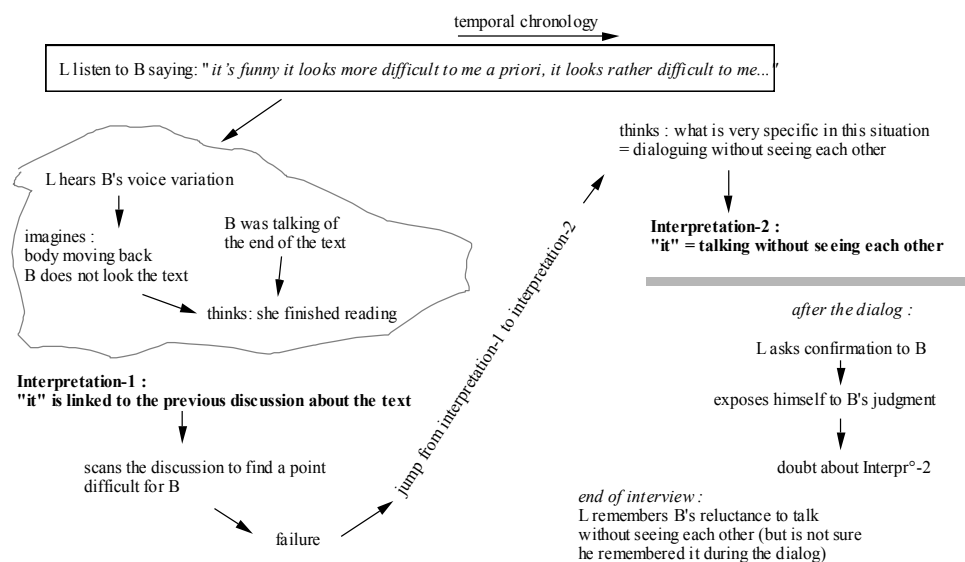 temporal chronology
L listen to B saying: "it's funny it looks more difficult to me a priori, it looks rather difficult to me..."
L hears B's voice variation
imagines :
body moving back
B does not look the text
B was talking of
the end of the text
thinks: she finished reading
Interpretation-1 :
"it" is linked to the previous discussion about the text
scans the discussion to find a point
difficult for B
failure
jump from interpretation-1 to interpretation-2
thinks : what is very specific in this situation
= dialoguing without seeing each other
Interpretation-2 :
"it" = talking without seeing each other
after the dialog :
L asks confirmation to B
exposes himself to B's judgment
doubt about Interpr°-2
end of interview :
L remembers B's reluctance to talk
without seeing each other (but is not sure
he remembered it during the dialog)